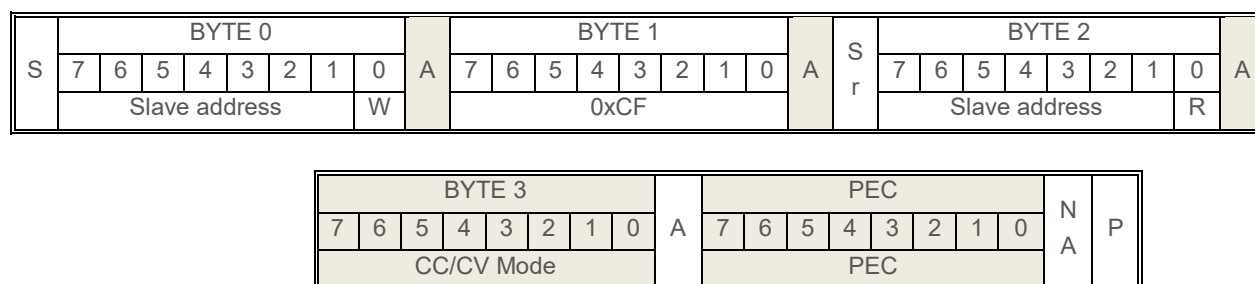 BYTE 0 BYTE 1 BYTE 2
S 7 6 5 4 3 2 1 0 A 7 6 5 4 3 2 1 0 A Sr 7 6 5 4 3 2 1 0 A
Slave address W 0xCF Slave address R
BYTE 3 PEC
7 6 5 4 3 2 1 0 A 7 6 5 4 3 2 1 0 NA P
CC/CV Mode PEC